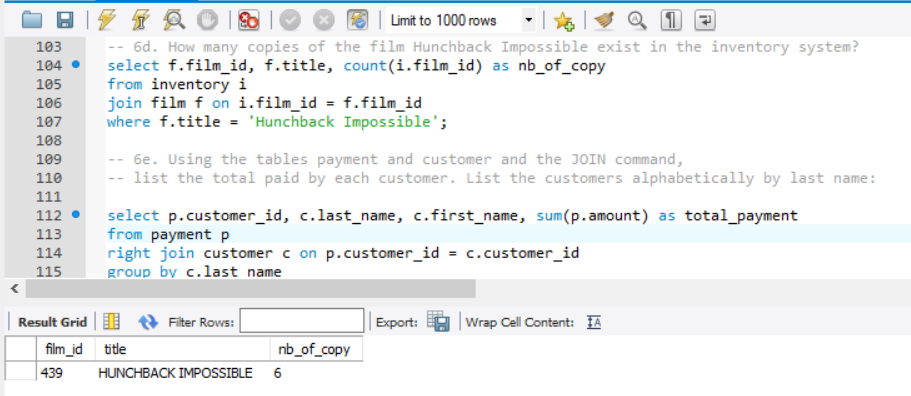 Limit to 1000 rows
103 -- 6d. How many copies of the film Hunchback Impossible exist in the inventory system?
104 select f.film_id, f.title, count(i.film_id) as nb_of_copy
105 from inventory i
106 join film f on i.film_id = f.film_id
107 where f.title = 'Hunchback Impossible';
108
109 -- 6e. Using the tables payment and customer and the JOIN command,
110 -- list the total paid by each customer. List the customers alphabetically by last name:
111
112 select p.customer_id, c.last_name, c.first_name, sum(p.amount) as total_payment
113 from payment p
114 right join customer c on p.customer_id = c.customer_id
115 group by c.last_name
Result Grid Filter Rows: Export: Wrap Cell Content: IA
film_id title nb_of_copy
439 HUNCHBACK IMPOSSIBLE 6